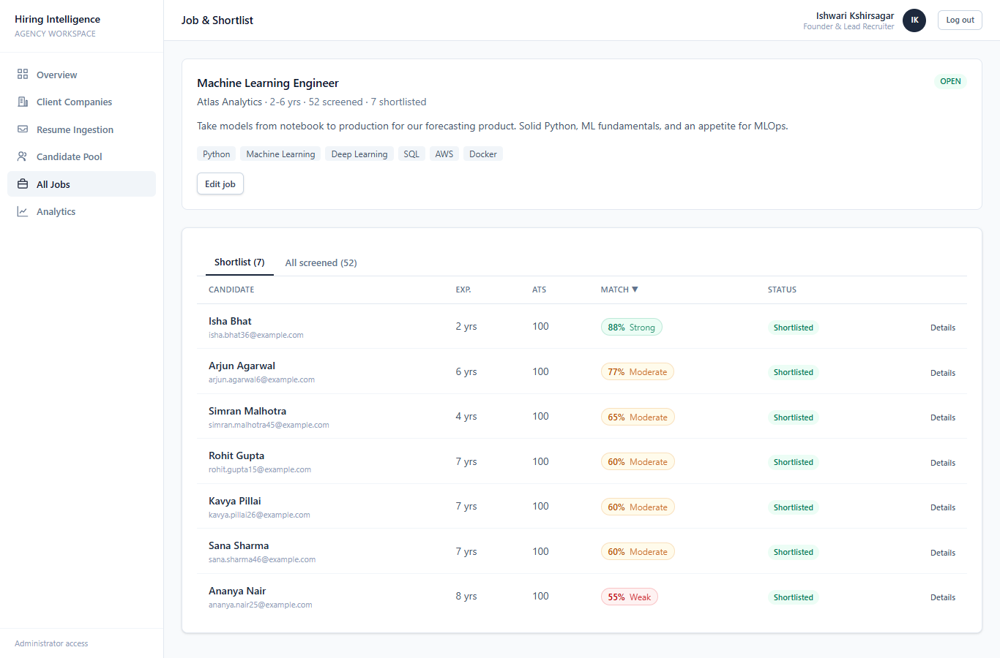 Hiring Intelligence
AGENCY WORKSPACE
Overview
Client Companies
Resume Ingestion
Candidate Pool
All Jobs
Analytics
Administrator access
Job & Shortlist
Ishwari Kshirsagar
Founder & Lead Recruiter
IK
Log out
Machine Learning Engineer
OPEN
Atlas Analytics · 2-6 yrs · 52 screened · 7 shortlisted
Take models from notebook to production for our forecasting product. Solid Python, ML fundamentals, and an appetite for MLOps.
Python Machine Learning Deep Learning SQL AWS Docker
Edit job
Shortlist (7) All screened (52)
CANDIDATE EXP. ATS MATCH ▼ STATUS
Isha Bhat
isha.bhat36@example.com
2 yrs 100 88% Strong Shortlisted Details
Arjun Agarwal
arjun.agarwal6@example.com
6 yrs 100 77% Moderate Shortlisted Details
Simran Malhotra
simran.malhotra45@example.com
4 yrs 100 65% Moderate Shortlisted Details
Rohit Gupta
rohit.gupta15@example.com
7 yrs 100 60% Moderate Shortlisted Details
Kavya Pillai
kavya.pillai26@example.com
7 yrs 100 60% Moderate Shortlisted Details
Sana Sharma
sana.sharma46@example.com
7 yrs 100 60% Moderate Shortlisted Details
Ananya Nair
ananya.nair25@example.com
8 yrs 100 55% Weak Shortlisted Details